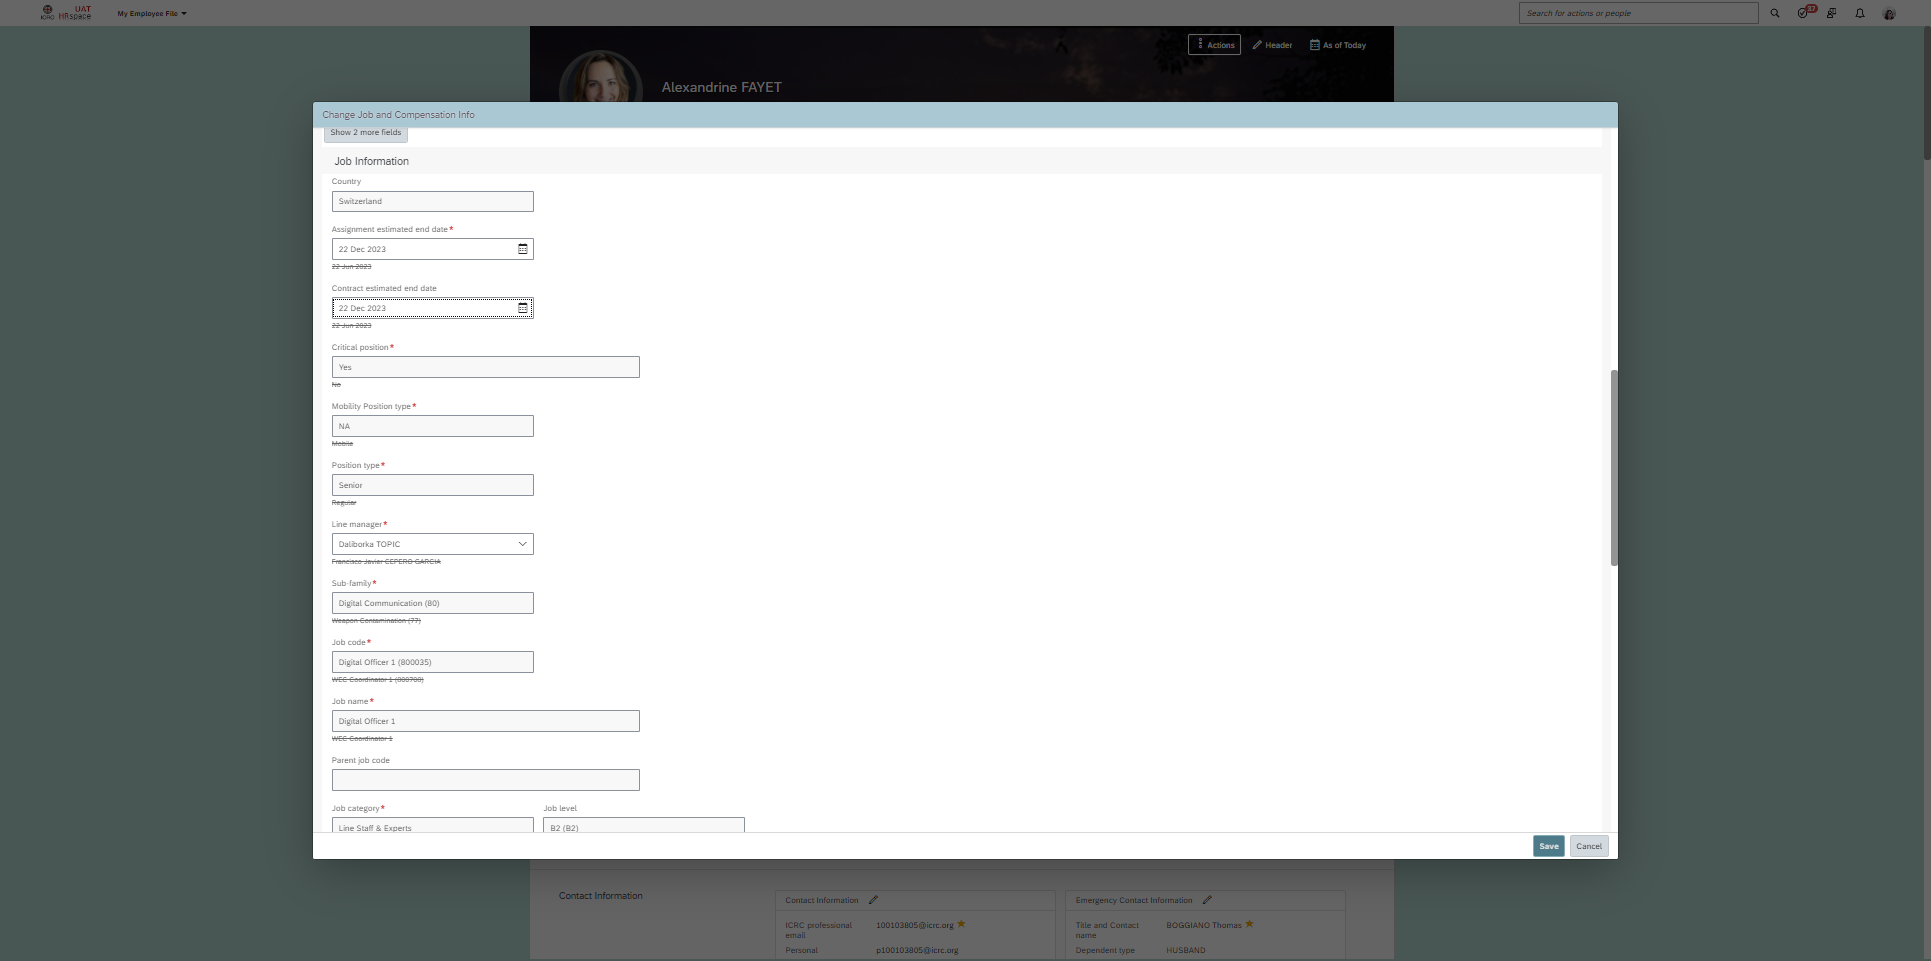 ICRC
UAT
HRspace
My Employee File
Search for actions or people
37
Actions
Header
As of Today
Alexandrine FAYET
Change Job and Compensation Info
Show 2 more fields
Job Information
Country
Switzerland
Assignment estimated end date*
22 Dec 2023
22 Jun 2023
Contract estimated end date
22 Dec 2023
22 Jun 2023
Critical position*
Yes
No
Mobility Position type*
NA
Mobile
Position type*
Senior
Regular
Line manager*
Daliborka TOPIC
Francisco Javier CEPERO GARCIA
Sub-family*
Digital Communication (80)
Weapon Contamination (77)
Job code*
Digital Officer 1 (800035)
WEC Coordinator 1 (800708)
Job name*
Digital Officer 1
WEC Coordinator 1
Parent job code
Job category* Job level
Line Staff & Experts B2 (B2)
Save Cancel
Contact Information
Contact Information
ICRC professional email 100103805@icrc.org
Personal p100103805@icrc.org
Emergency Contact Information
Title and Contact name BOGGIANO Thomas
Dependent type HUSBAND